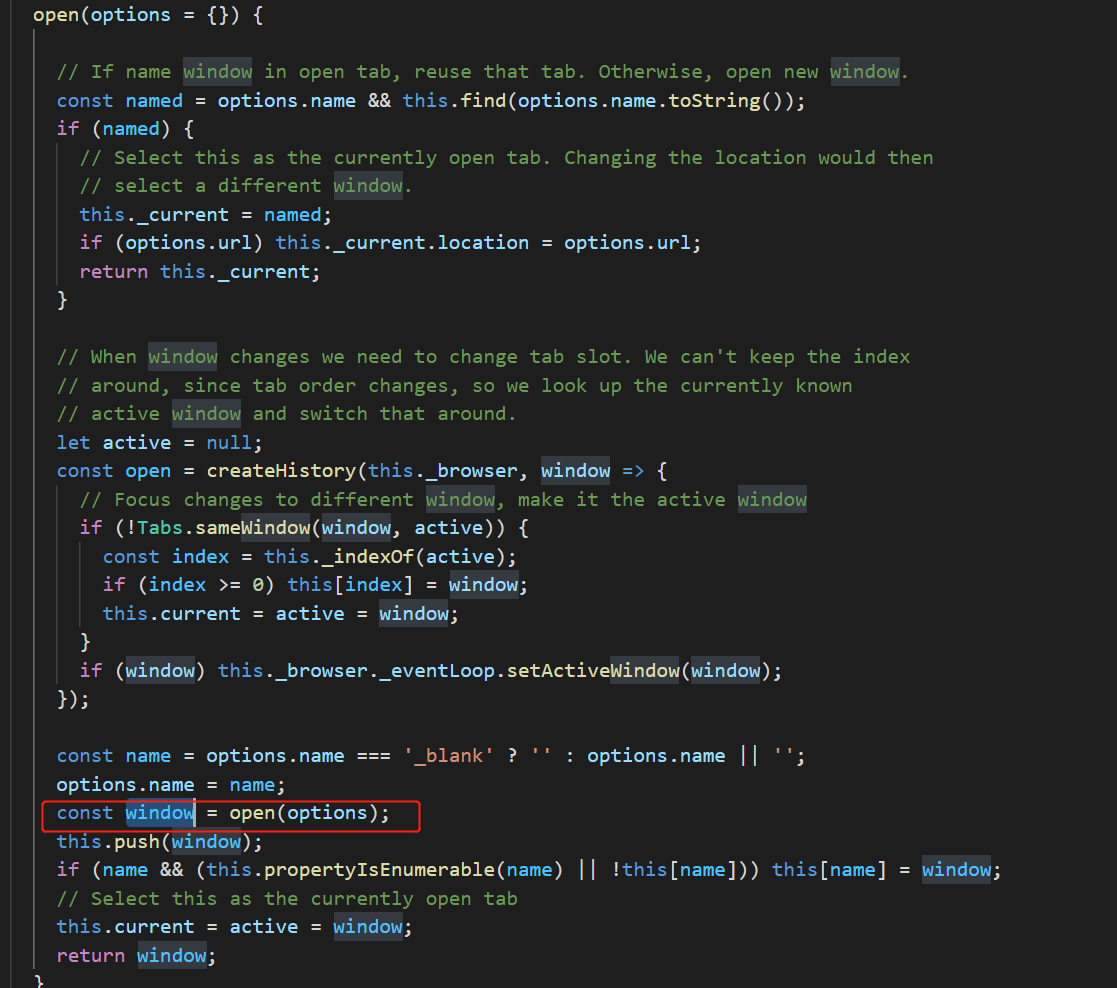 open(options = {}) {
// If name window in open tab, reuse that tab. Otherwise, open new window.
const named = options.name && this.find(options.name.toString());
if (named) {
// Select this as the currently open tab. Changing the location would then
// select a different window.
this._current = named;
if (options.url) this._current.location = options.url;
return this._current;
}
// When window changes we need to change tab slot. We can't keep the index
// around, since tab order changes, so we look up the currently known
// active window and switch that around.
let active = null;
const open = createHistory(this._browser, window => {
// Focus changes to different window, make it the active window
if (!Tabs.sameWindow(window, active)) {
const index = this._indexOf(active);
if (index >= 0) this[index] = window;
this.current = active = window;
}
if (window) this._browser._eventLoop.setActiveWindow(window);
});
const name = options.name === '_blank' ? '' : options.name || '';
options.name = name;
const window = open(options);
this.push(window);
if (name && (this.propertyIsEnumerable(name) || !this[name])) this[name] = window;
// Select this as the currently open tab
this.current = active = window;
return window;
}